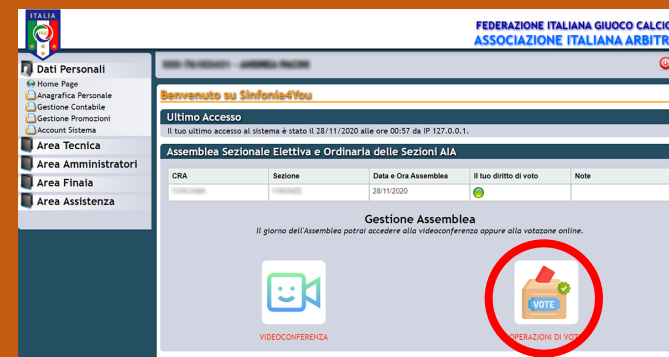 ITALIA
FEDERAZIONE ITALIANA GIUOCO CALCIO
ASSOCIAZIONE ITALIANA ARBITR
Dati Personali
Home Page
Anagrafica Personale
Gestione Contabile
Gestione Promozioni
Account Sistema
Area Tecnica
Area Amministratori
Area Finaia
Area Assistenza
Benvenuto su Sinfonia4You
Ultimo Accesso
Il tuo ultimo accesso al sistema è stato il 28/11/2020 alle ore 00:57 da IP 127.0.0.1.
Assemblea Sezionale Elettiva e Ordinaria delle Sezioni AIA
CRA Sezione Data e Ora Assemblea Il tuo diritto di voto Note
28/11/2020
Gestione Assemblea
Il giorno dell'Assemblea potrai accedere alla videoconferenza oppure alla votazone online.
VOTE
VIDEOCONFERENZA
OPERAZIONI DI VOTO